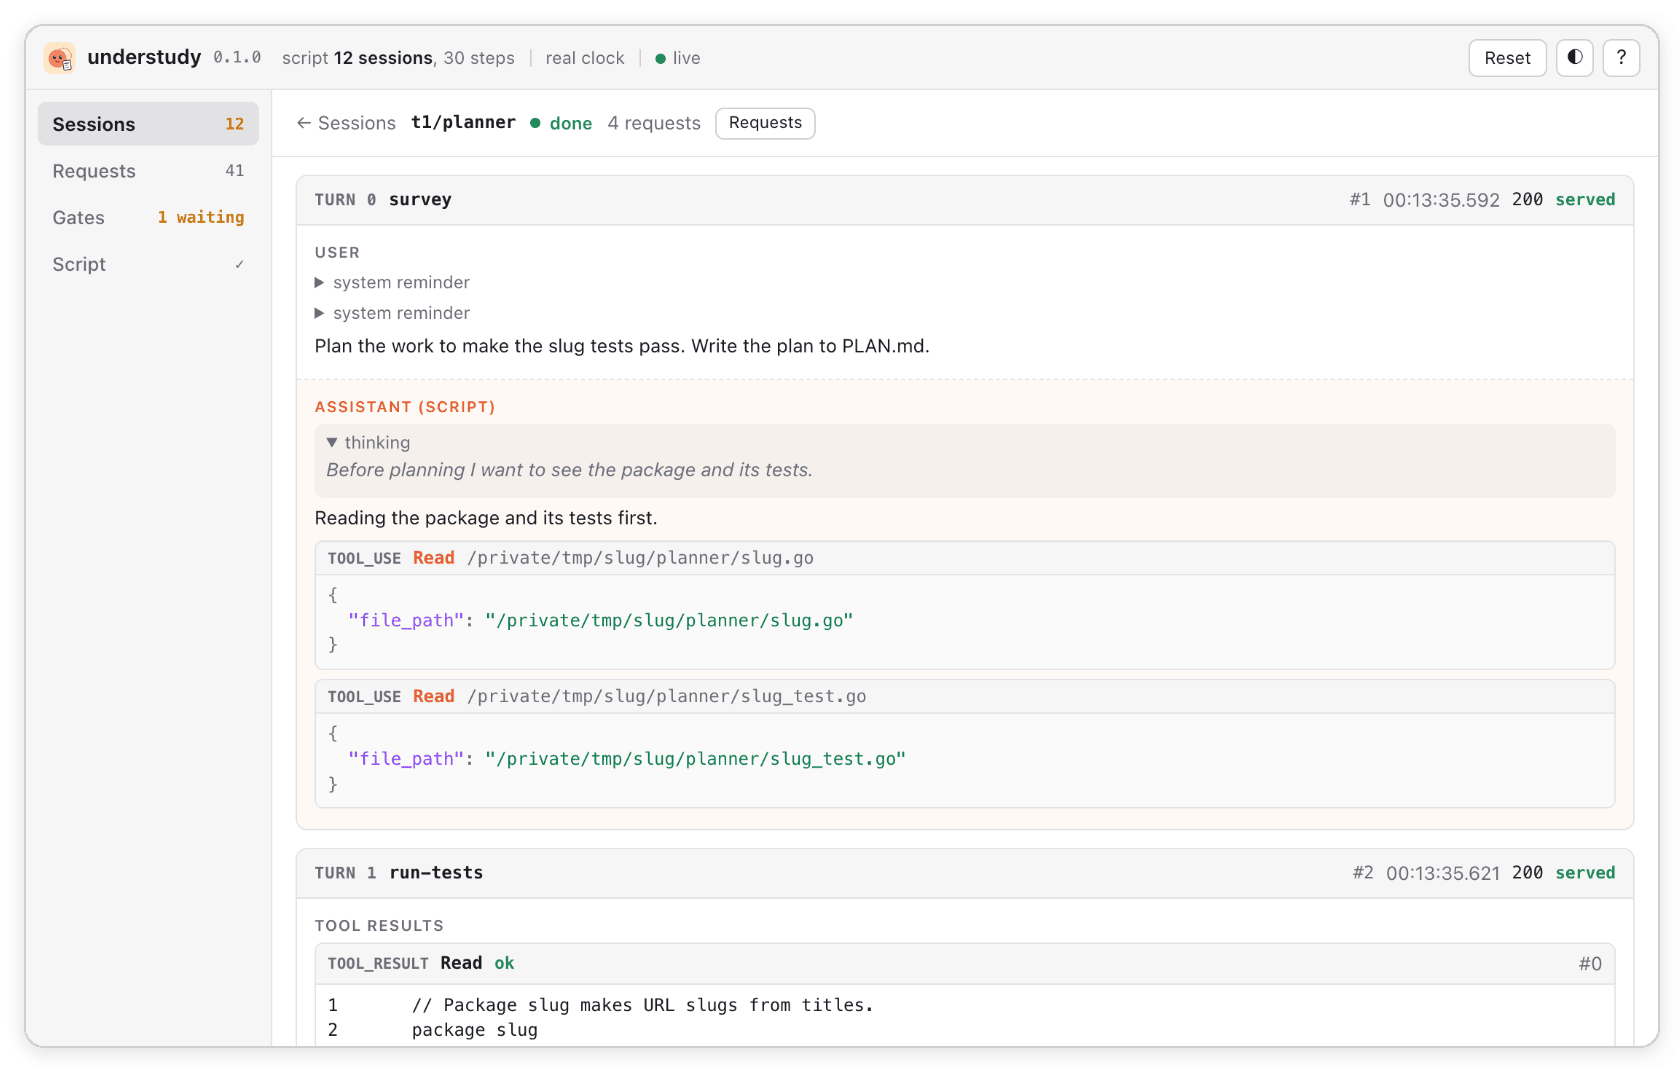 understudy 0.1.0 script 12 sessions, 30 steps real clock live Reset ?
Sessions 12
Requests 41
Gates 1 waiting
Script ✓
← Sessions t1/planner done 4 requests Requests
TURN 0 survey #1 00:13:35.592 200 served
USER
system reminder
system reminder
Plan the work to make the slug tests pass. Write the plan to PLAN.md.
ASSISTANT (SCRIPT)
thinking
Before planning I want to see the package and its tests.
Reading the package and its tests first.
TOOL_USE Read /private/tmp/slug/planner/slug.go
{
"file_path": "/private/tmp/slug/planner/slug.go"
}
TOOL_USE Read /private/tmp/slug/planner/slug_test.go
{
"file_path": "/private/tmp/slug/planner/slug_test.go"
}
TURN 1 run-tests #2 00:13:35.621 200 served
TOOL RESULTS
TOOL_RESULT Read ok #0
1 // Package slug makes URL slugs from titles.
2 package slug